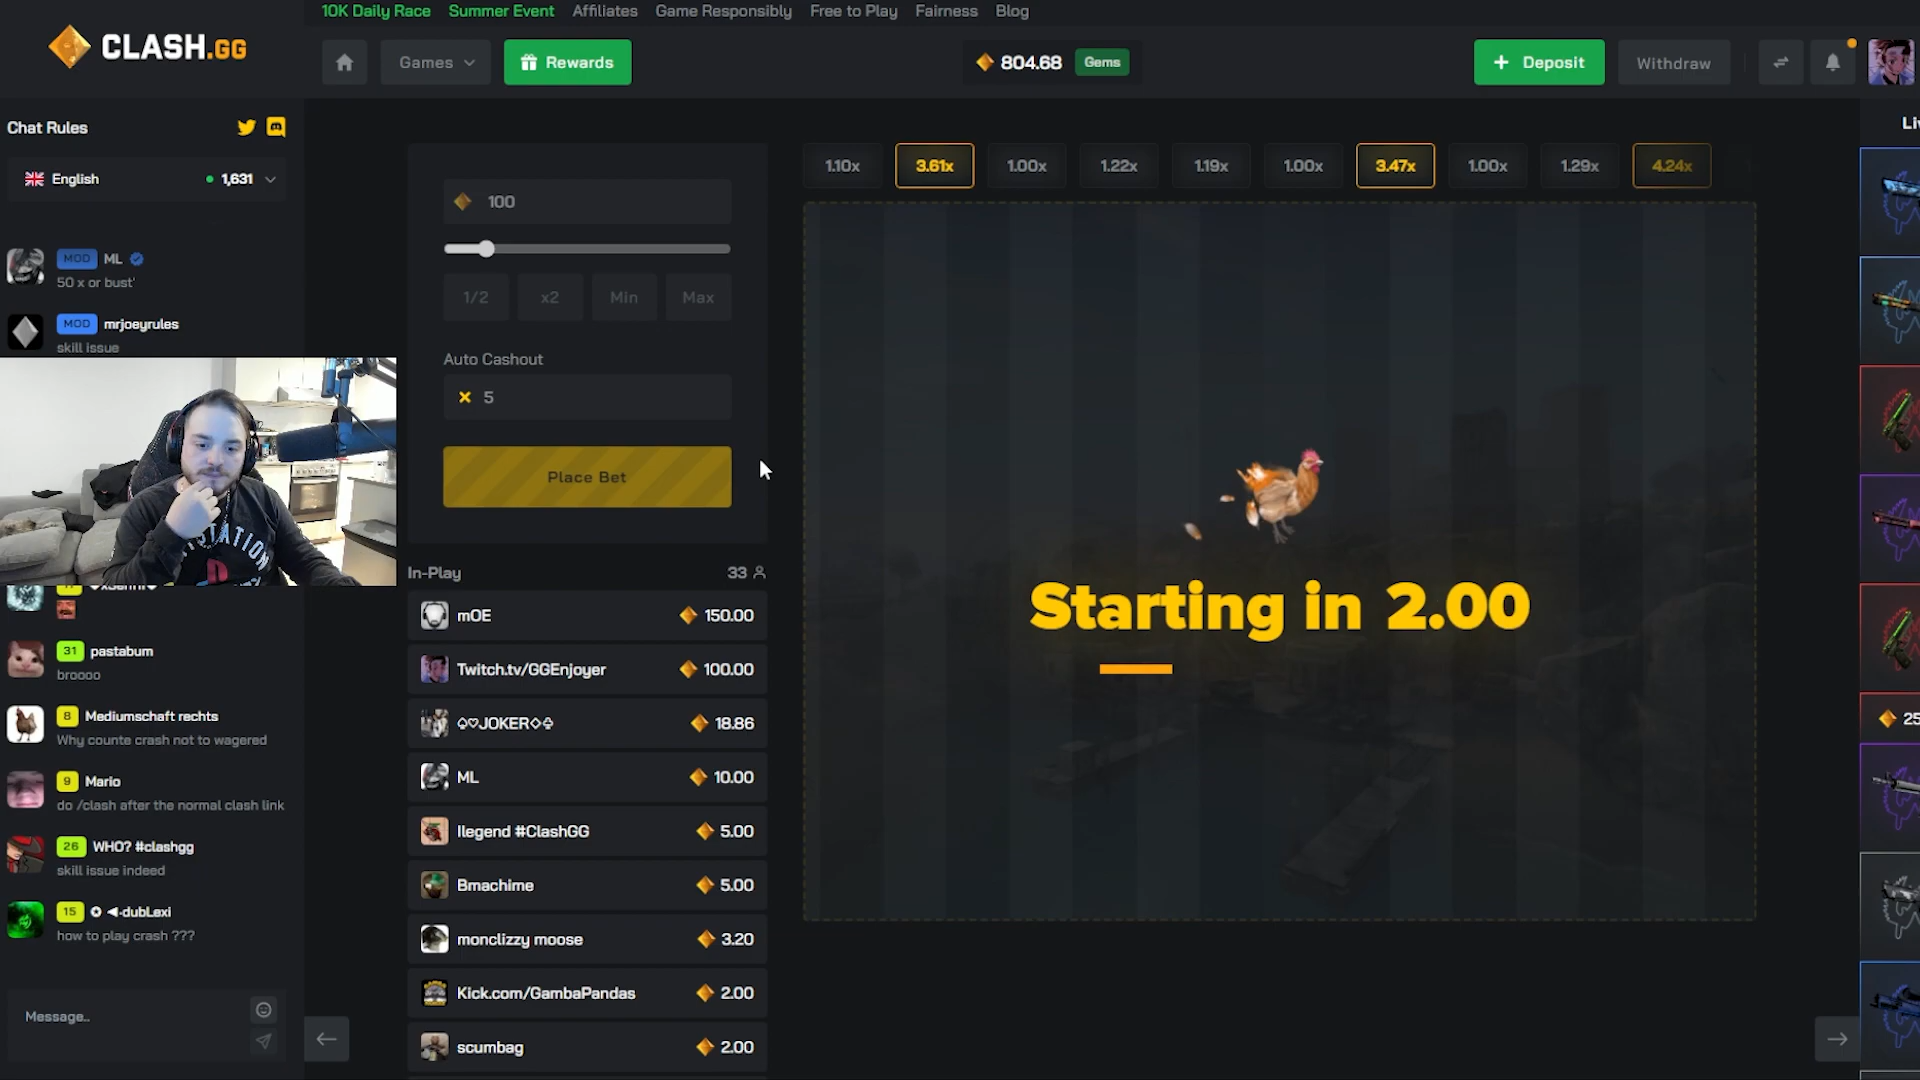 10K Daily Race
Summer Event
Affiliates
Game Responsibly
Free to Play
Fairness
Blog
CLASH.GG
Games
Rewards
804.68
Gems
+ Deposit
Withdraw
Chat Rules
English
1,631
MOD ML
50 x or bust'
MOD mrjoeyrules
skill issue
31 pastabum
broooo
8 Mediumschaft rechts
Why counte crash not to wagered
9 Mario
do /clash after the normal clash link
26 WHO? #clashgg
skill issue indeed
15 ✪ ◄-dubLexi
how to play crash ???
Message..
100
1/2
x2
Min
Max
Auto Cashout
5
Place Bet
In-Play
33
mOE
150.00
Twitch.tv/GGEnjoyer
100.00
♤♡JOKER♢♧
18.86
ML
10.00
Ilegend #ClashGG
5.00
Bmachime
5.00
monclizzy moose
3.20
Kick.com/GambaPandas
2.00
scumbag
2.00
1.10x
3.61x
1.00x
1.22x
1.19x
1.00x
3.47x
1.00x
1.29x
4.24x
Starting in 2.00